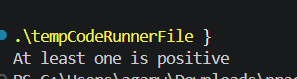 .\tempCodeRunnerFile }
At least one is positive